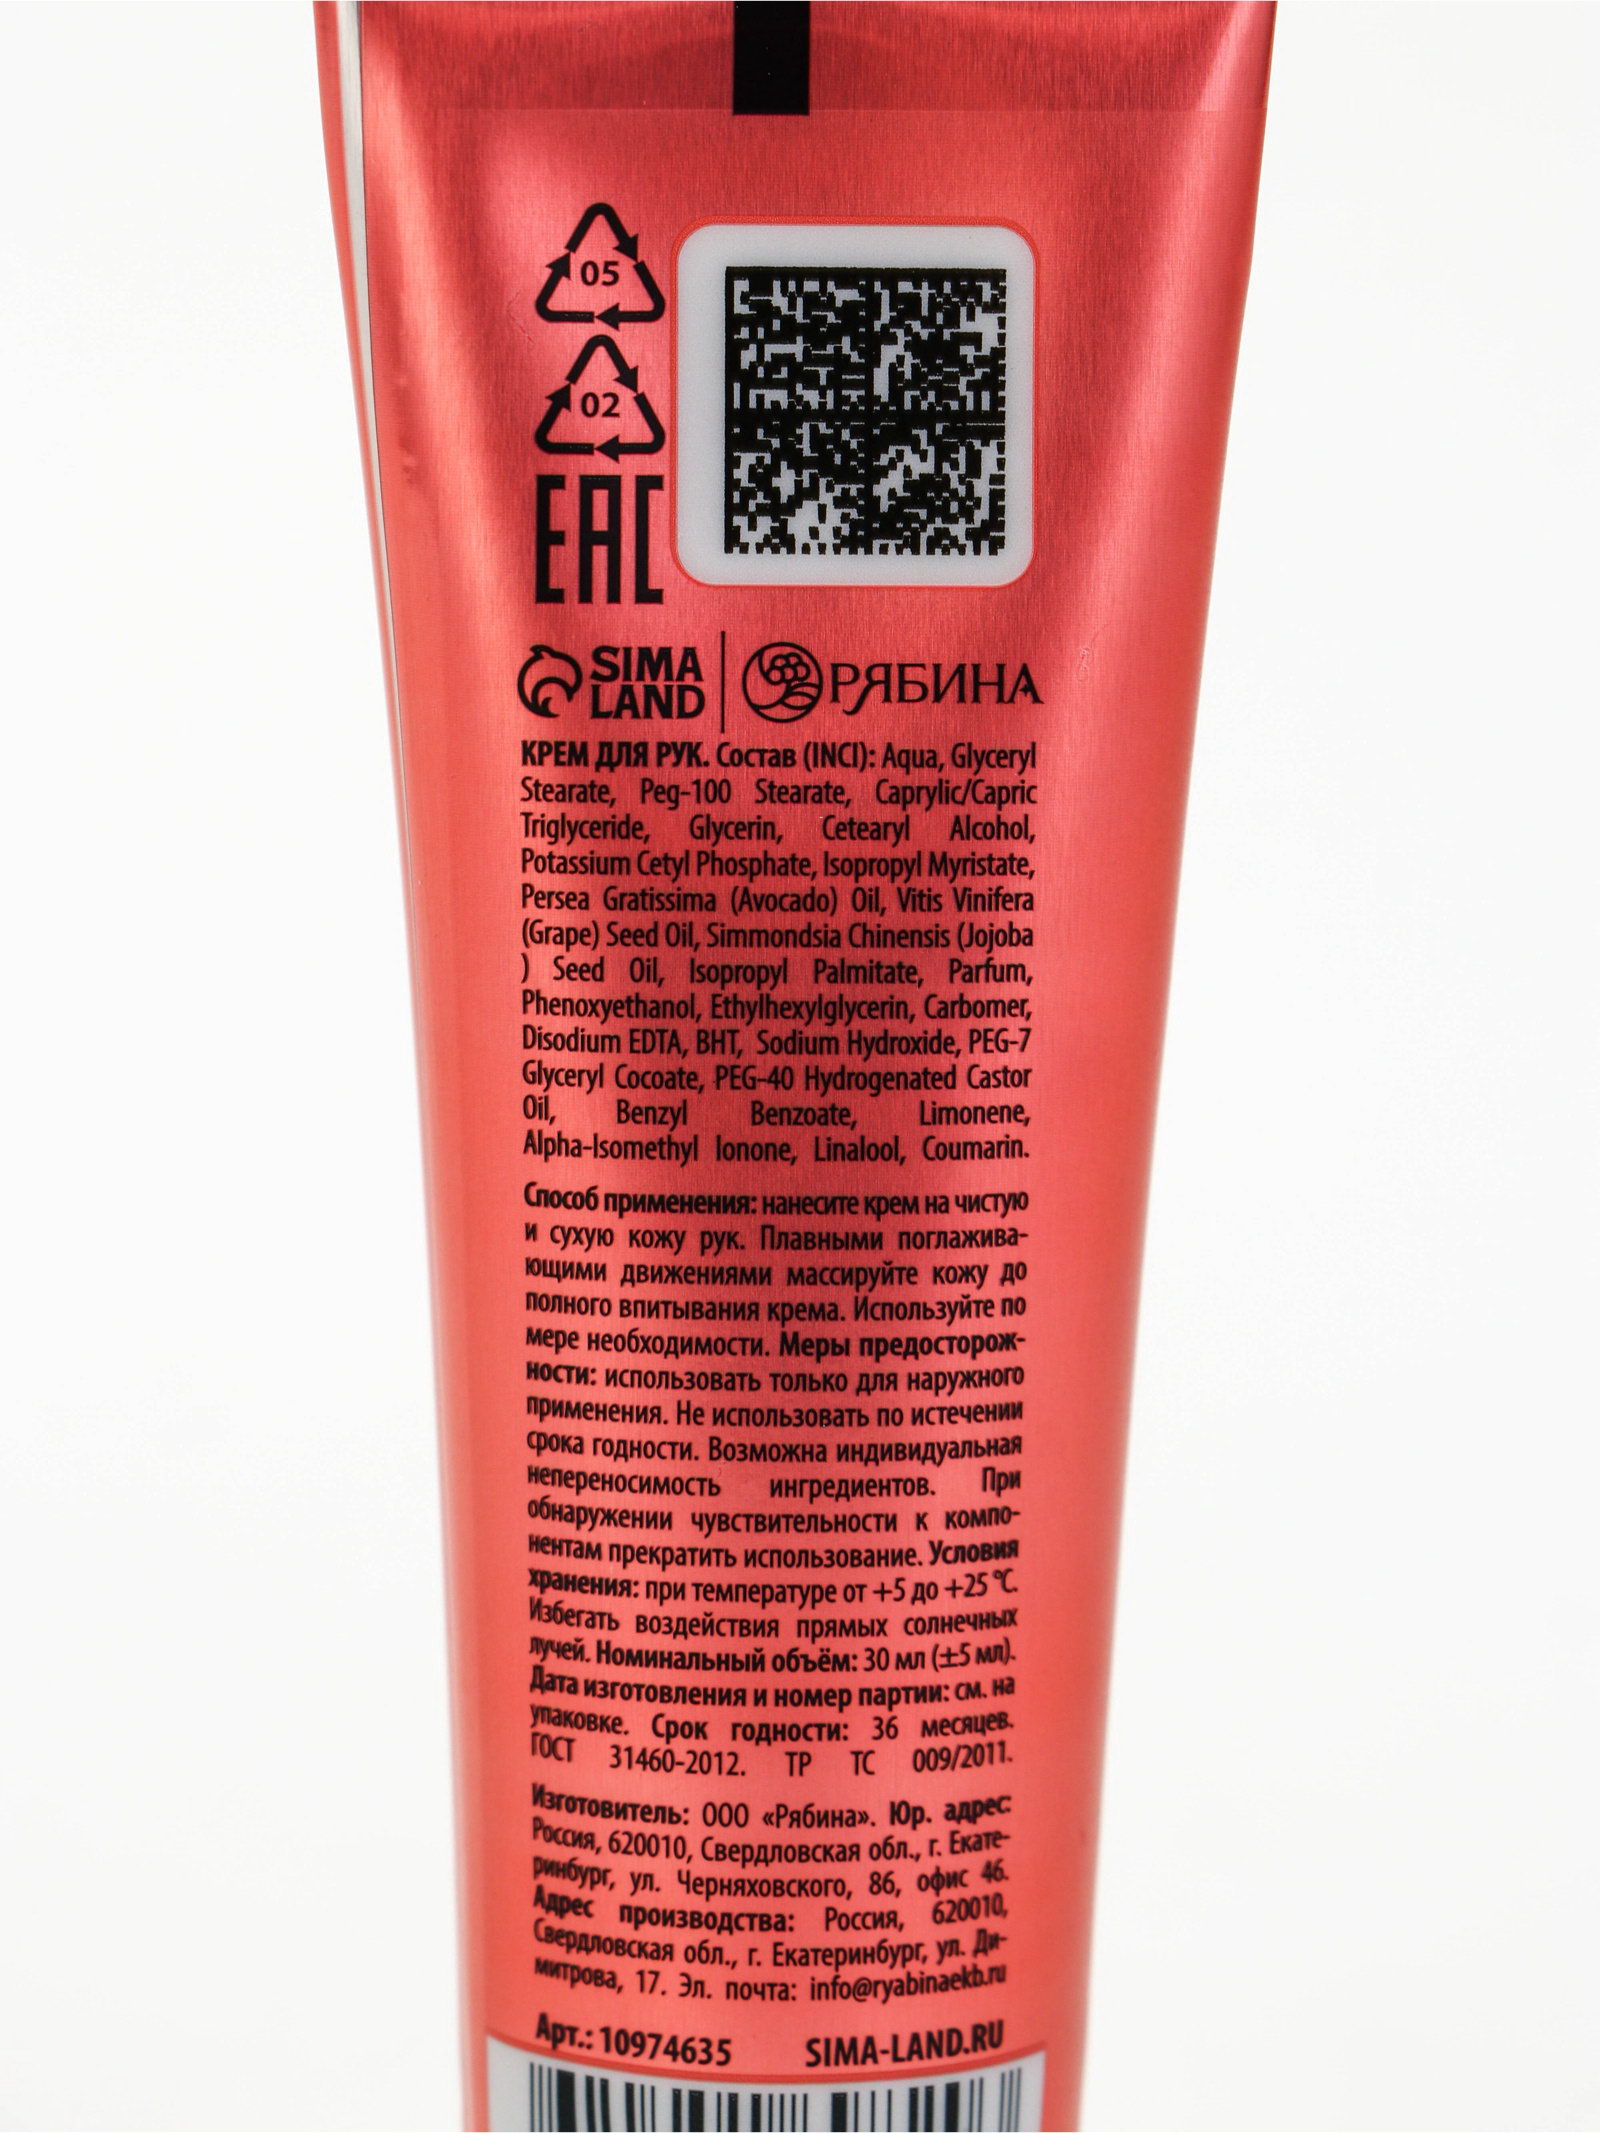 05
02
EAC
SIMA
LAND
РЯБИНА
КРЕМ ДЛЯ РУК. Состав (INCI): Aqua, Glyceryl
Stearate, Peg-100 Stearate, Caprylic/Capric
Triglyceride, Glycerin, Cetearyl Alcohol,
Potassium Cetyl Phosphate, Isopropyl Myristate,
Persea Gratissima (Avocado) Oil, Vitis Vinifera
(Grape) Seed Oil, Simmondsia Chinensis (Jojoba
) Seed Oil, Isopropyl Palmitate, Parfum,
Phenoxyethanol, Ethylhexylglycerin, Carbomer,
Disodium EDTA, BHT, Sodium Hydroxide, PEG-7
Glyceryl Cocoate, PEG-40 Hydrogenated Castor
Oil, Benzyl Benzoate, Limonene,
Alpha-Isomethyl Ionone, Linalool, Coumarin.
Способ применения: нанесите крем на чистую
и сухую кожу рук. Плавными поглажива-
ющими движениями массируйте кожу до
полного впитывания крема. Используйте по
мере необходимости. Меры предосторож-
ности: использовать только для наружного
применения. Не использовать по истечении
срока годности. Возможна индивидуальная
непереносимость ингредиентов. При
обнаружении чувствительности к компо-
нентам прекратить использование. Условия
хранения: при температуре от +5 до +25 °C.
Избегать воздействия прямых солнечных
лучей. Номинальный объём: 30 мл (±5 мл).
Дата изготовления и номер партии: см. на
упаковке. Срок годности: 36 месяцев.
ГОСТ 31460-2012. ТР ТС 009/2011.
Изготовитель: ООО «Рябина». Юр. адрес:
Россия, 620010, Свердловская обл., г. Екате-
ринбург, ул. Черняховского, 86, офис 46.
Адрес производства: Россия, 620010,
Свердловская обл., г. Екатеринбург, ул. Ди-
митрова, 17. Эл. почта: info@ryabinaekb.ru
Арт.: 10974635 SIMA-LAND.RU